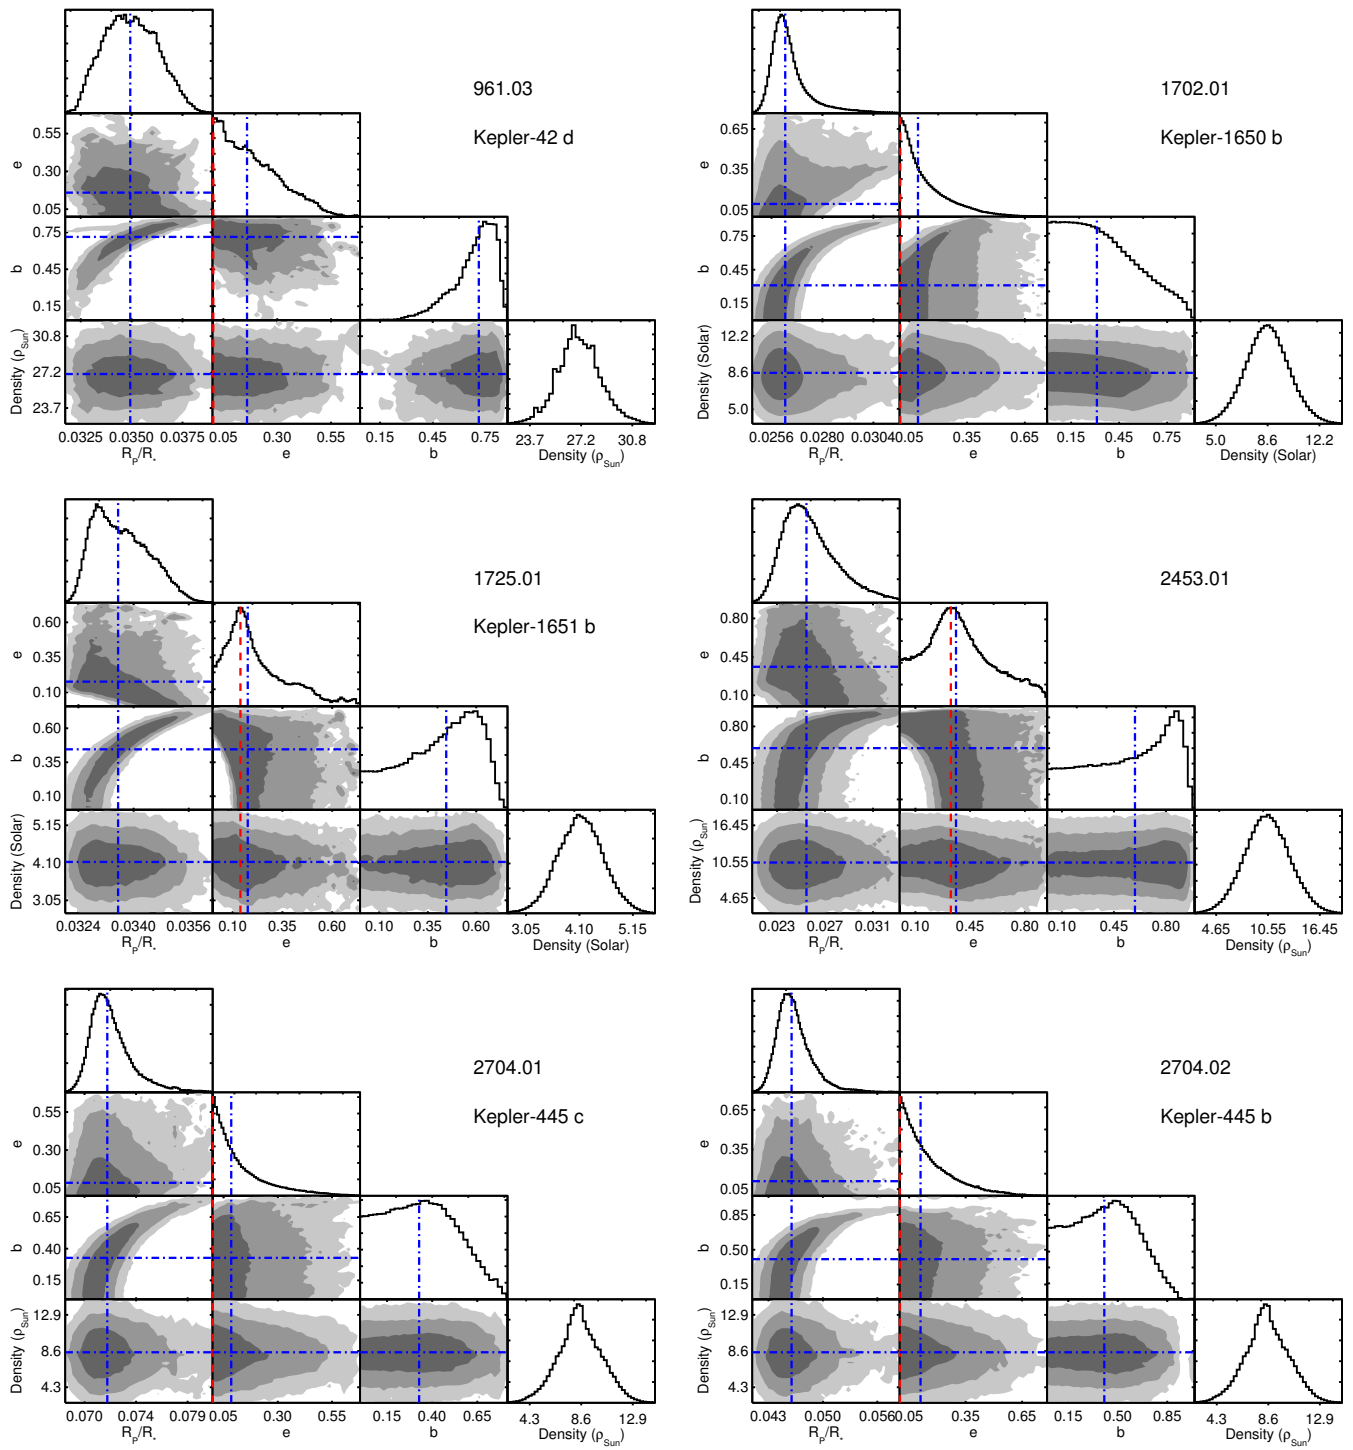 961.03
Kepler-42 d
e
0.55
0.30
0.05
b
0.75
0.45
0.15
Density (ρSun)
30.8
27.2
23.7
0.0325 0.0350 0.0375 0.05 0.30 0.55 0.15 0.45 0.75 23.7 27.2 30.8
RP/R* e b Density (ρSun)
1702.01
Kepler-1650 b
e
0.65
0.35
0.05
b
0.75
0.45
0.15
Density (Solar)
12.2
8.6
5.0
0.0256 0.0280 0.0304 0.05 0.35 0.65 0.15 0.45 0.75 5.0 8.6 12.2
RP/R* e b Density (Solar)
1725.01
Kepler-1651 b
e
0.60
0.35
0.10
b
0.60
0.35
0.10
Density (Solar)
5.15
4.10
3.05
0.0324 0.0340 0.0356 0.10 0.35 0.60 0.10 0.35 0.60 3.05 4.10 5.15
RP/R* e b Density (Solar)
2453.01
e
0.80
0.45
0.10
b
0.80
0.45
0.10
Density (ρSun)
16.45
10.55
4.65
0.023 0.027 0.031 0.10 0.45 0.80 0.10 0.45 0.80 4.65 10.55 16.45
RP/R* e b Density (ρSun)
2704.01
Kepler-445 c
e
0.55
0.30
0.05
b
0.65
0.40
0.15
Density (ρSun)
12.9
8.6
4.3
0.070 0.074 0.079 0.05 0.30 0.55 0.15 0.40 0.65 4.3 8.6 12.9
RP/R* e b Density (ρSun)
2704.02
Kepler-445 b
e
0.65
0.35
0.05
b
0.85
0.50
0.15
Density (ρSun)
12.9
8.6
4.3
0.043 0.050 0.056 0.05 0.35 0.65 0.15 0.50 0.85 4.3 8.6 12.9
RP/R* e b Density (ρSun)